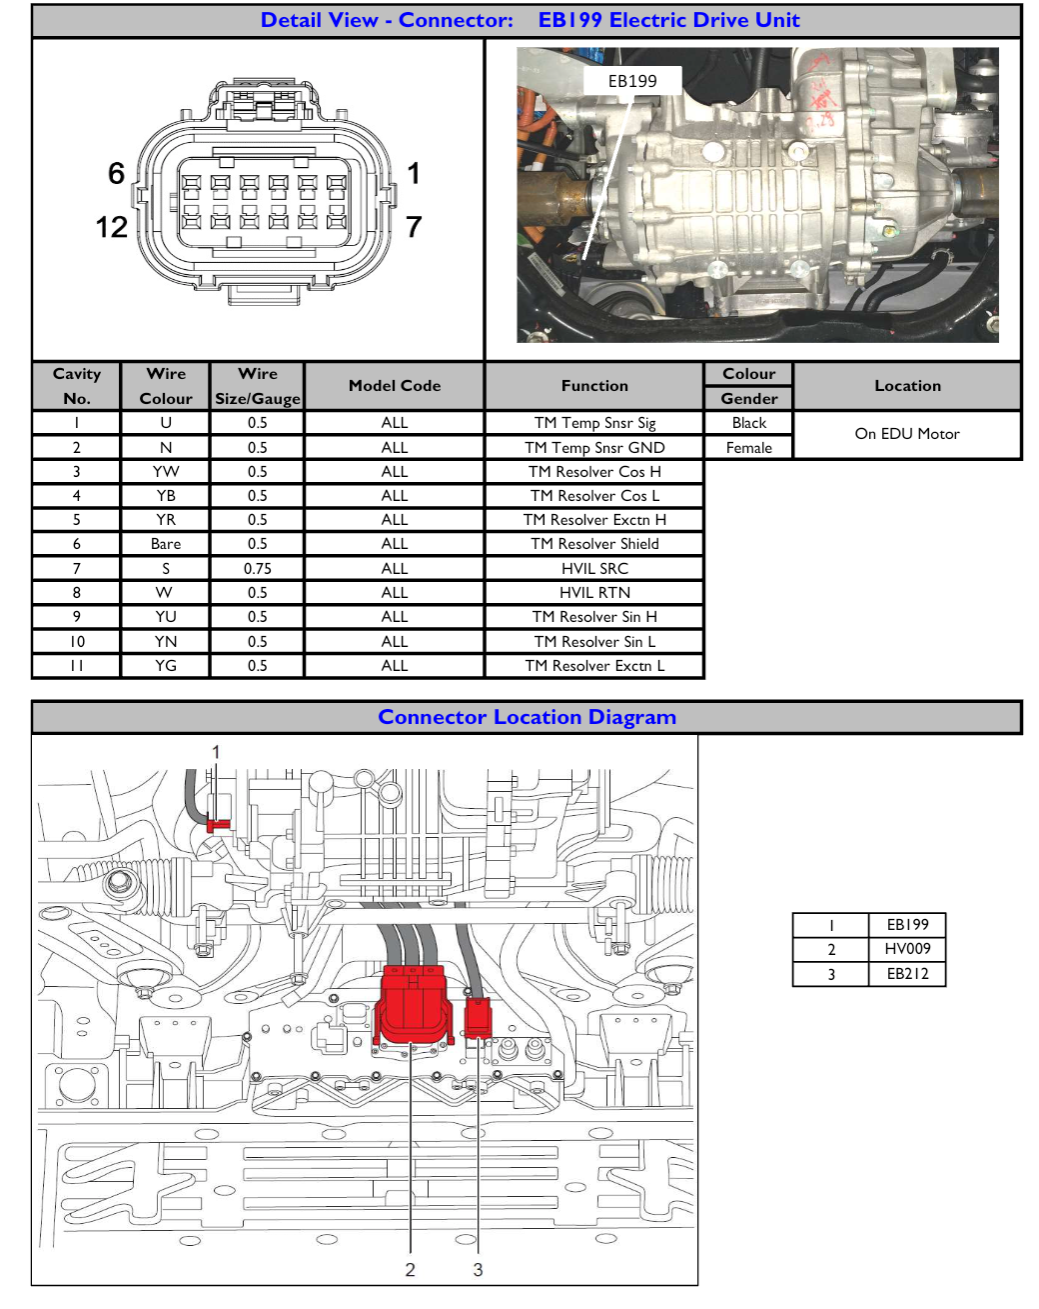 Detail View - Connector: EB199 Electric Drive Unit
EB199
6
1
12
7
Cavity No. Wire Colour Wire Size/Gauge Model Code Function Colour Gender Location
1 U 0.5 ALL TM Temp Snsr Sig Black On EDU Motor
2 N 0.5 ALL TM Temp Snsr GND Female
3 YW 0.5 ALL TM Resolver Cos H
4 YB 0.5 ALL TM Resolver Cos L
5 YR 0.5 ALL TM Resolver Exctn H
6 Bare 0.5 ALL TM Resolver Shield
7 S 0.75 ALL HVIL SRC
8 W 0.5 ALL HVIL RTN
9 YU 0.5 ALL TM Resolver Sin H
10 YN 0.5 ALL TM Resolver Sin L
11 YG 0.5 ALL TM Resolver Exctn L
Connector Location Diagram
1
1 EB199
2 HV009
3 EB212
2 3